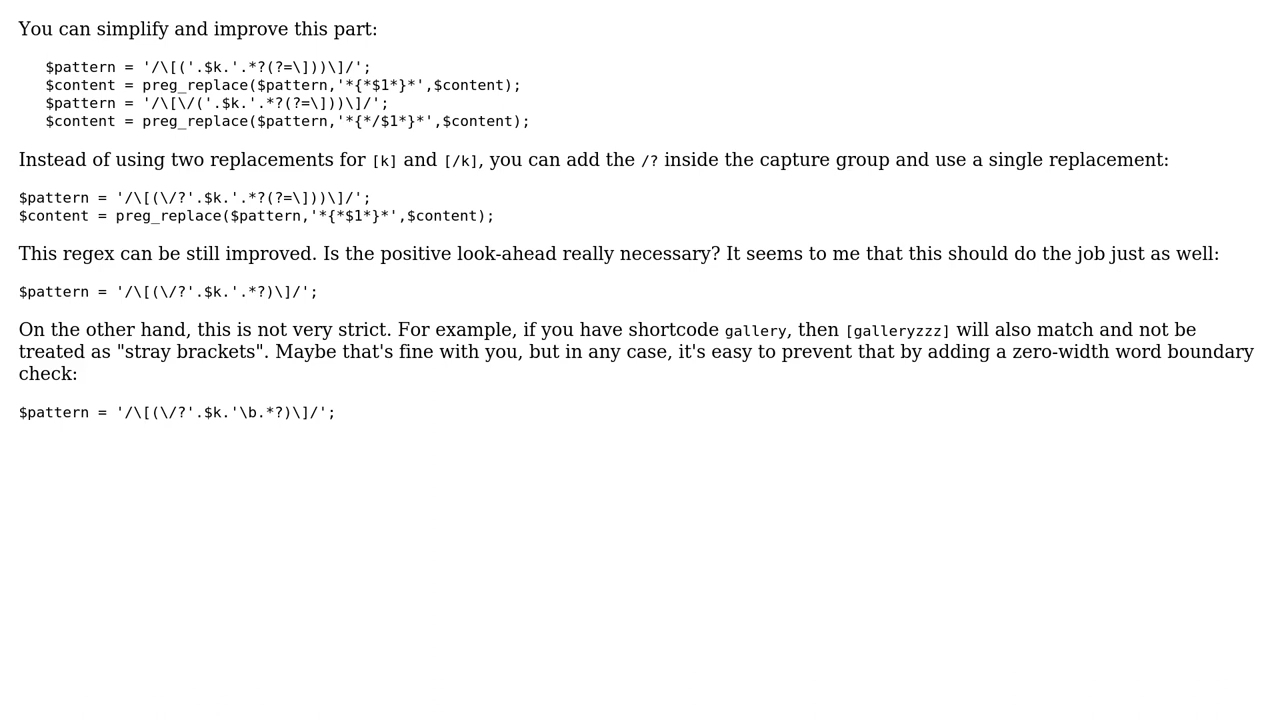 You can simplify and improve this part:
$pattern = '/\[('.$k.'.*?(?=\]))\]/';
$content = preg_replace($pattern,'*{*$1*}*',$content);
$pattern = '/\[\/('.$k.'.*?(?=\]))\]/';
$content = preg_replace($pattern,'*{*/$1*}*',$content);
Instead of using two replacements for [k] and [/k], you can add the /? inside the capture group and use a single replacement:
$pattern = '/\[(\/?'.$k.'.*?(?=\]))\]/';
$content = preg_replace($pattern,'*{*$1*}*',$content);
This regex can be still improved. Is the positive look-ahead really necessary? It seems to me that this should do the job just as well:
$pattern = '/\[(\/?'.$k.'.*?)\]/';
On the other hand, this is not very strict. For example, if you have shortcode gallery, then [galleryzzz] will also match and not be
treated as "stray brackets". Maybe that's fine with you, but in any case, it's easy to prevent that by adding a zero-width word boundary
check:
$pattern = '/\[(\/?'.$k.'\b.*?)\]/';